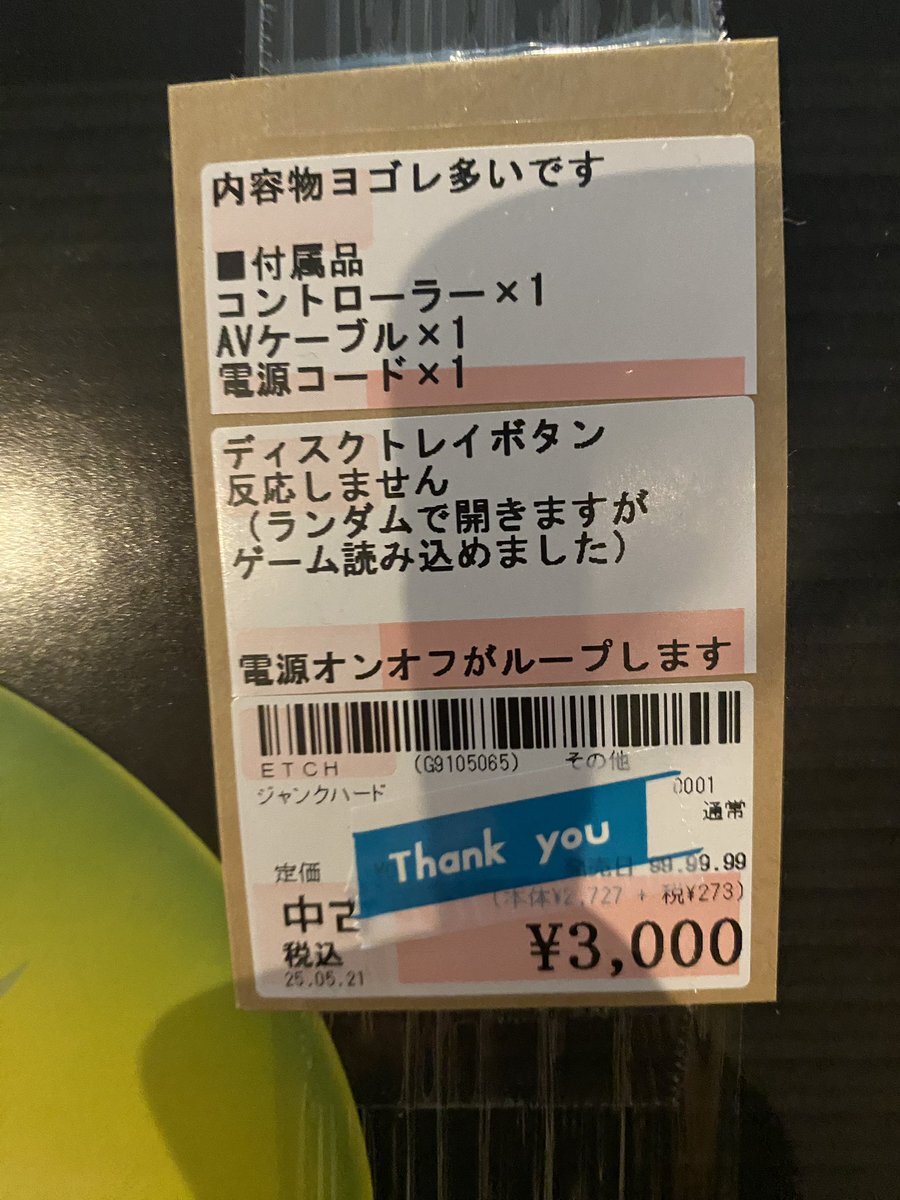 内容物ヨゴレ多いです
■付属品
コントローラー×1
AVケーブル×1
電源コード×1
ディスクトレイボタン
反応しません
（ランダムで開きますが
ゲーム読み込めました）
電源オンオフがループします
ETCH (G9105065) その他
ジャンクハード 0001
通常
Thank you
定価 発売日 99.99.99
(本体¥2,727 + 税¥273)
中古
税込 ¥3,000
25.05.21